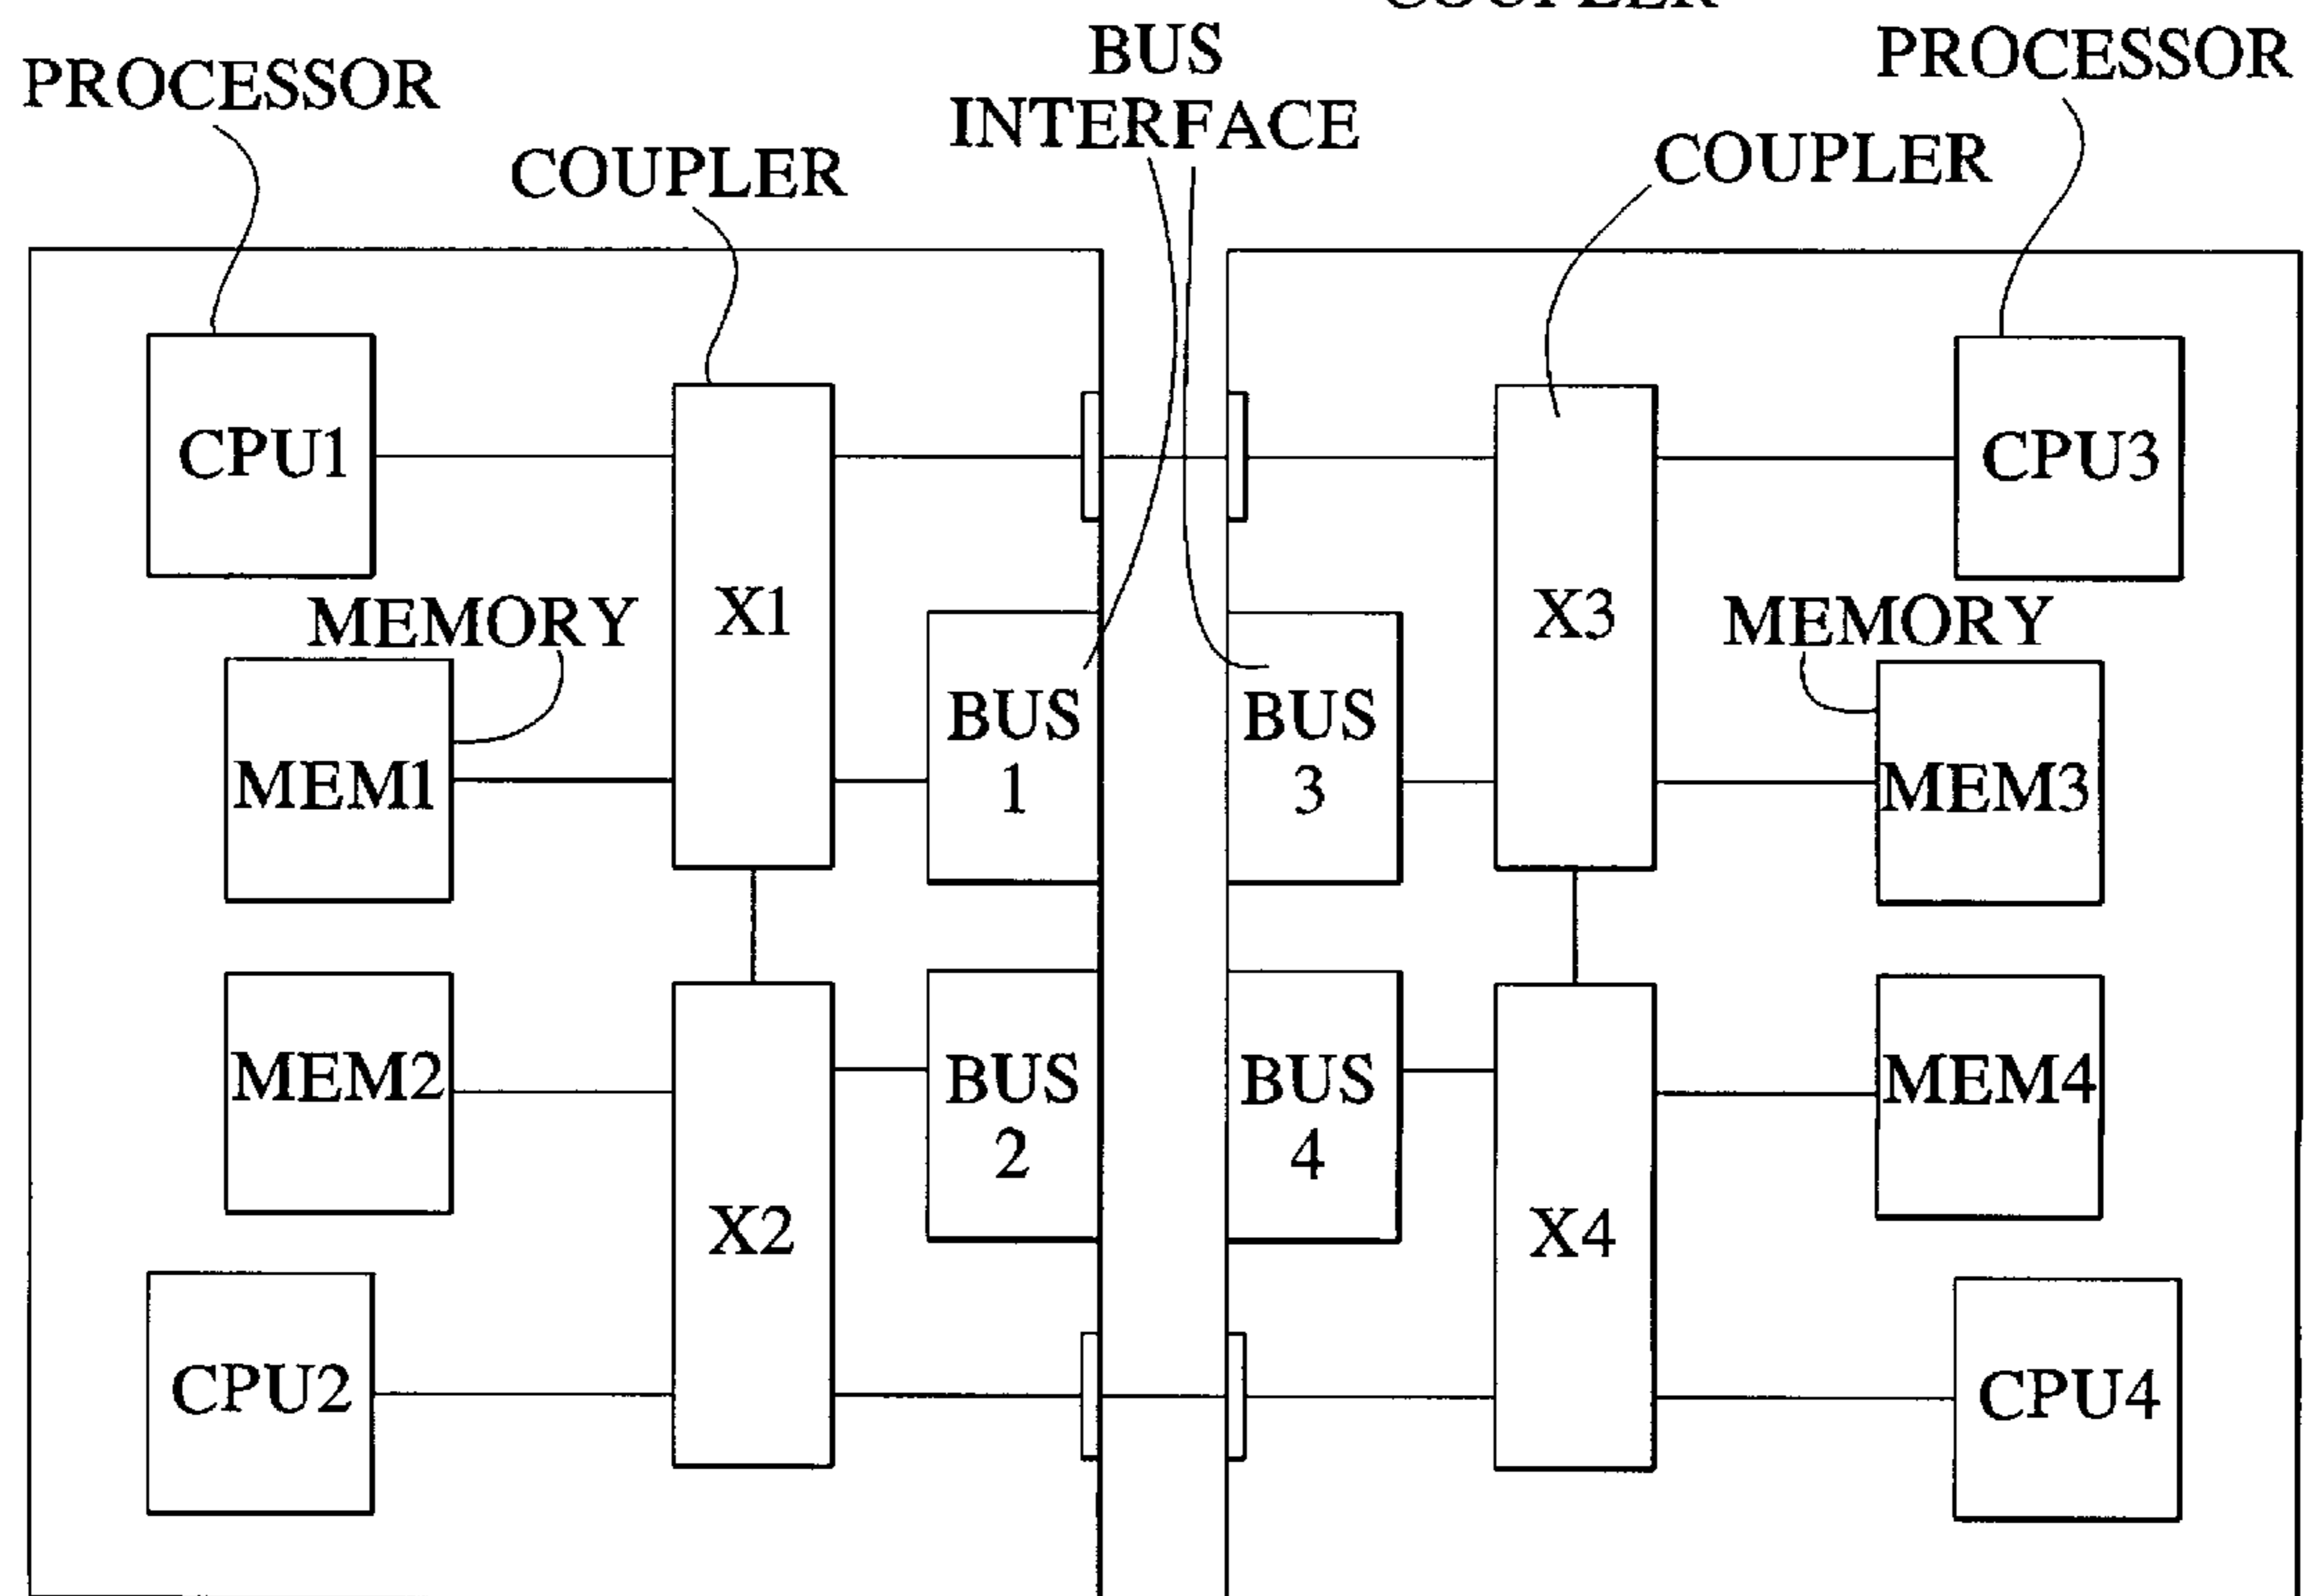 COUPLER
BUS
INTERFACE
PROCESSOR
PROCESSOR
COUPLER
COUPLER
CPU1
CPU3
X1
X3
MEMORY
MEMORY
BUS
1
BUS
3
MEM1
MEM3
MEM2
BUS
2
BUS
4
MEM4
X2
X4
CPU2
CPU4